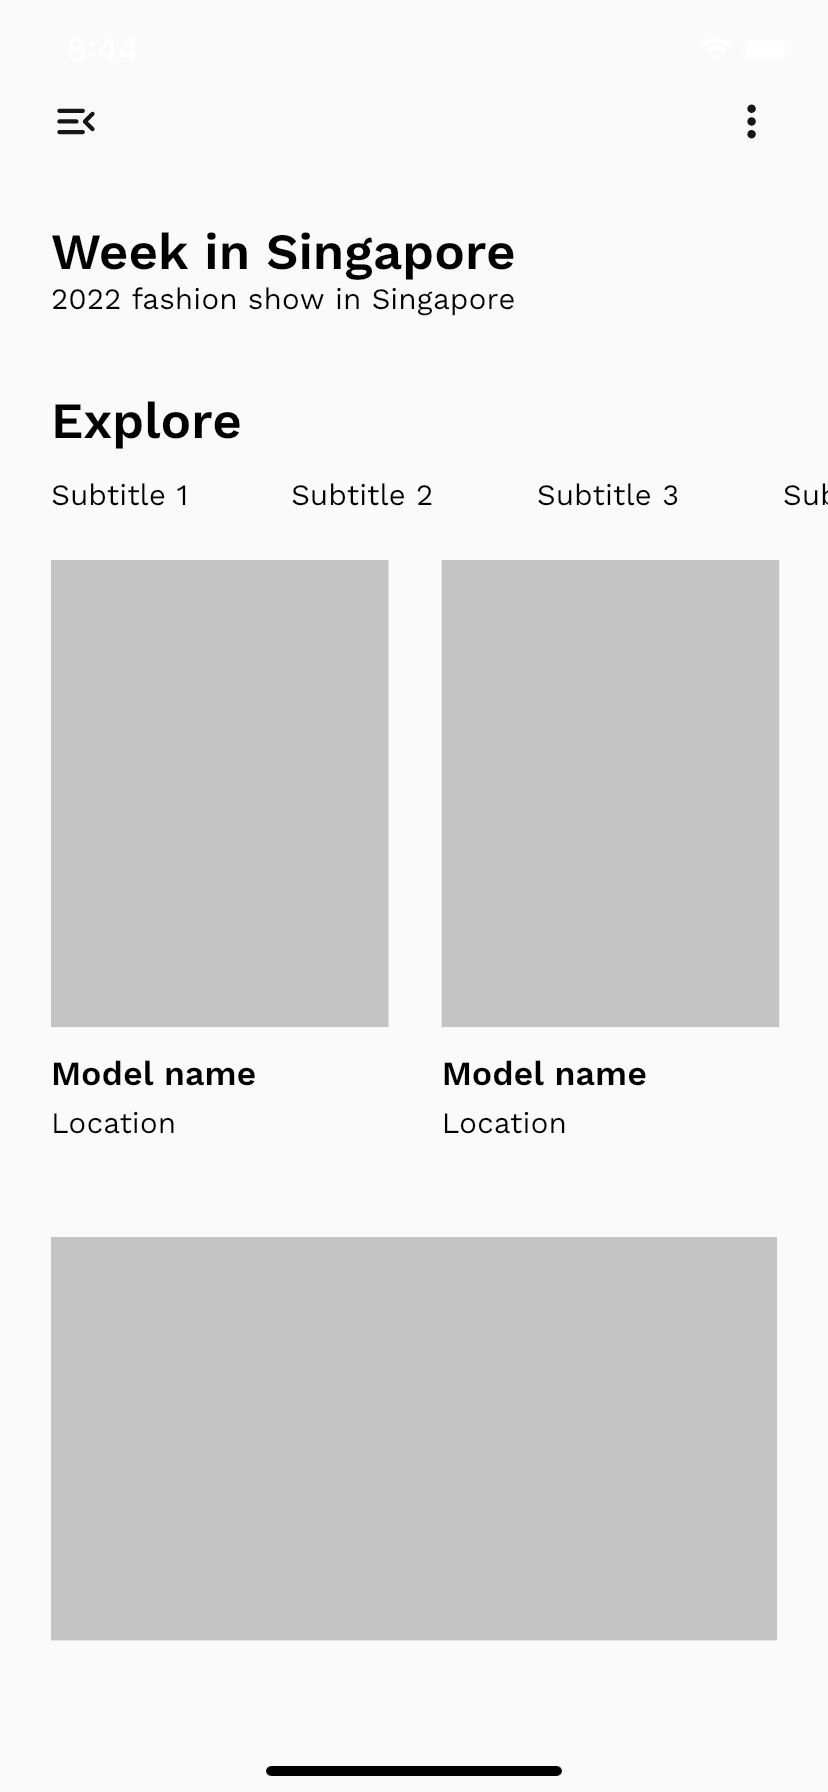 5:44
Week in Singapore
2022 fashion show in Singapore
Explore
Subtitle 1 Subtitle 2 Subtitle 3 Sub
Model name Model name
Location Location